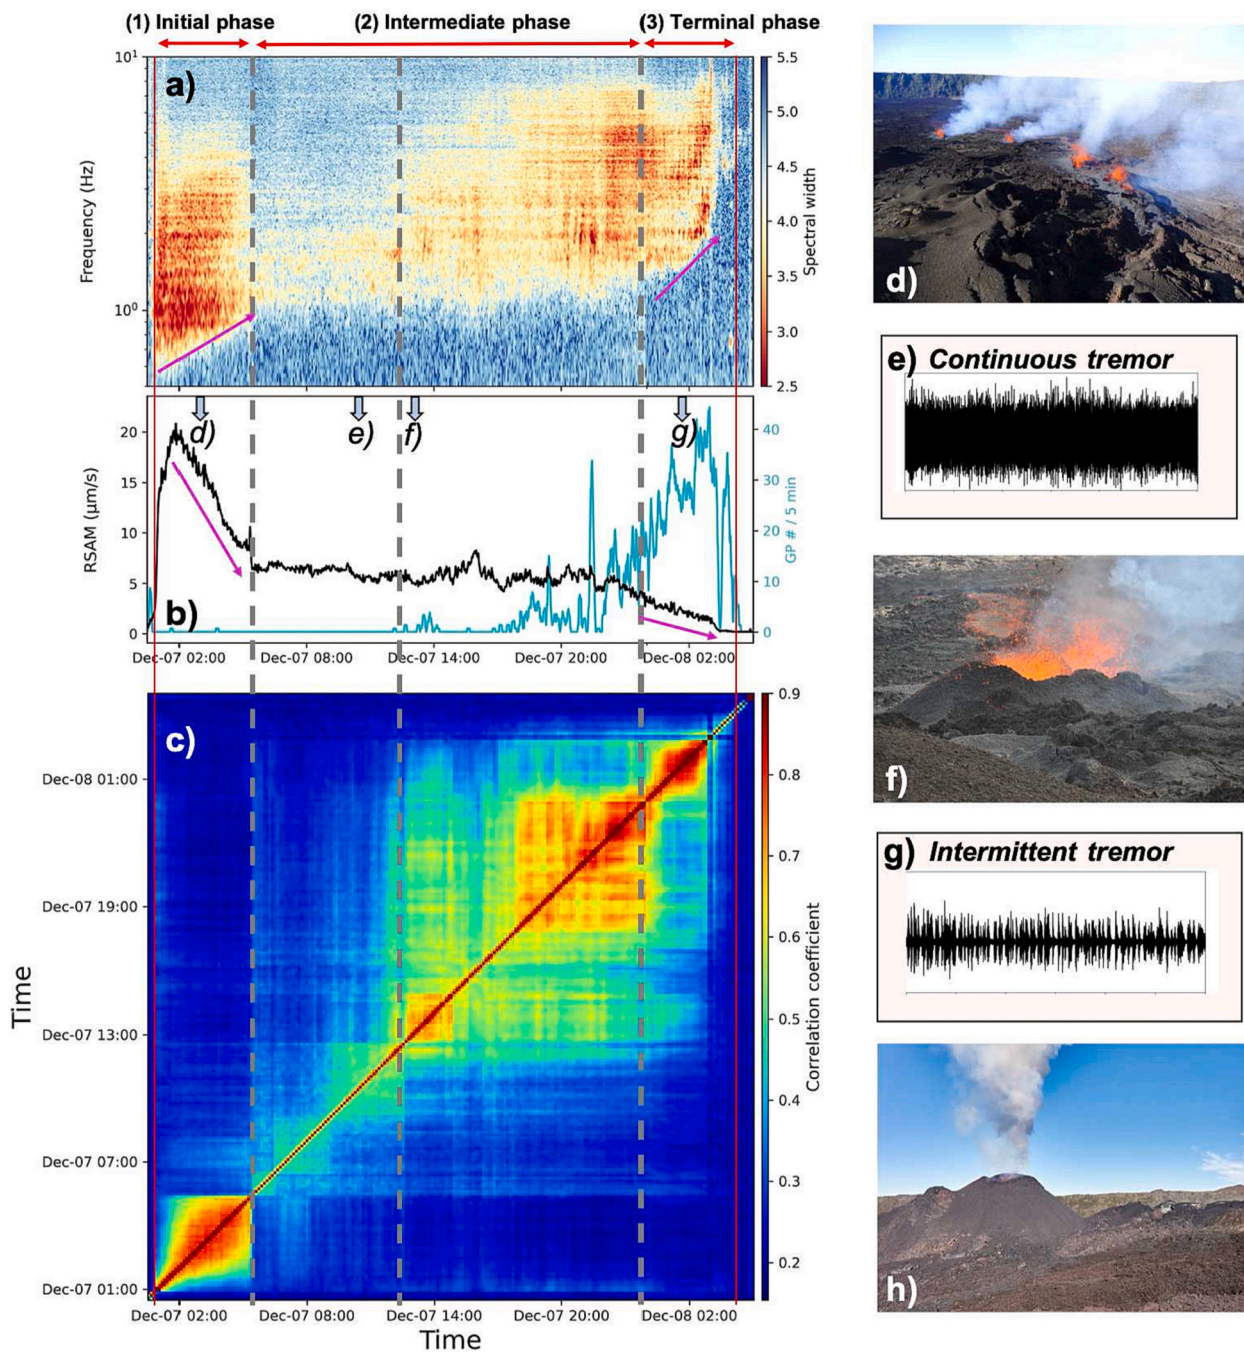 (1) Initial phase (2) Intermediate phase (3) Terminal phase
a)
Frequency (Hz)
10¹
10⁰
5.5
5.0
4.5
4.0
3.5
3.0
2.5
Spectral width
d) e) f) g)
RSAM (μm/s)
20
15
10
5
0
40
30
20
10
0
GP # / 5 min
b)
Dec-07 02:00 Dec-07 08:00 Dec-07 14:00 Dec-07 20:00 Dec-08 02:00
c)
Time
Dec-08 01:00
Dec-07 19:00
Dec-07 13:00
Dec-07 07:00
Dec-07 01:00
0.9
0.8
0.7
0.6
0.5
0.4
0.3
0.2
Correlation coefficient
Dec-07 02:00 Dec-07 08:00 Dec-07 14:00 Dec-07 20:00 Dec-08 02:00
Time
d)
e) Continuous tremor
f)
g) Intermittent tremor
h)